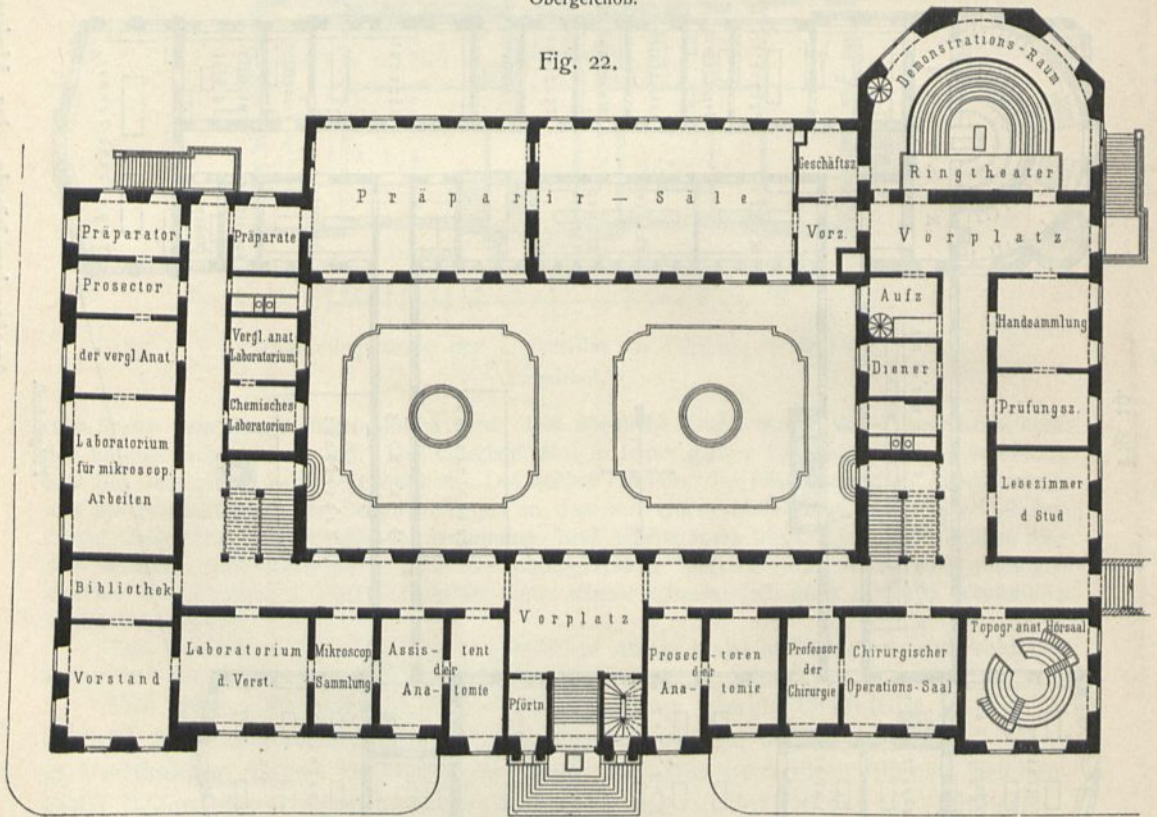 Obergeschoß.
Fig. 22.
Demonstrations-Raum
Ringtheater
Geschäftsz.
Präparir — Säle
Vorz.
Vorplatz
Präparator
Präparate
Prosector
Aufz
Handsammlung
der vergl Anat
Vergl. anat
Laboratorium
Diener
Chemisches
Laboratorium
Prüfungsz.
Laboratorium
für mikroscop.
Arbeiten
Lesezimmer
d Stud
Bibliothek
Vorplatz
Topogr anat Hörsaal
Vorstand
Laboratorium
d. Vorst.
Mikroscop
Sammlung
Assis- tent
der
Ana- tomie
Pförtn
Prosec - toren
der
Ana- tomie
Professor
der
Chirurgie
Chirurgischer
Operations-Saal